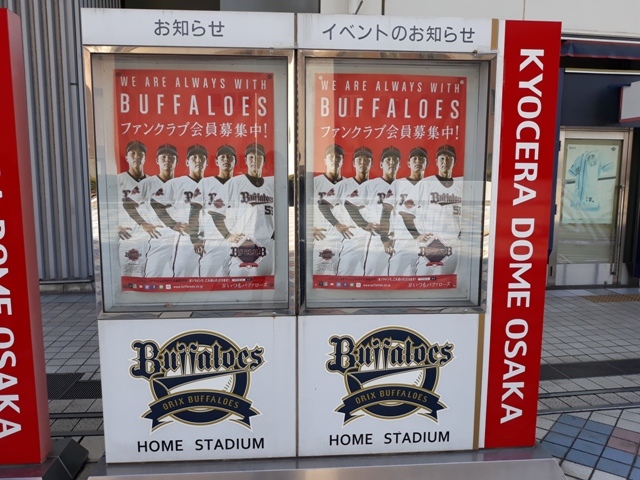 お知らせ
イベントのお知らせ
WE ARE ALWAYS WITH
BUFFALOES
ファンクラブ会員募集中!
Buffaloes
WE ARE ALWAYS WITH
BUFFALOES
ファンクラブ会員募集中!
Buffaloes
Buffaloes
ORIX BUFFALOES
HOME STADIUM
Buffaloes
ORIX BUFFALOES
HOME STADIUM
KYOCERA DOME OSAKA
DOME OSAKA